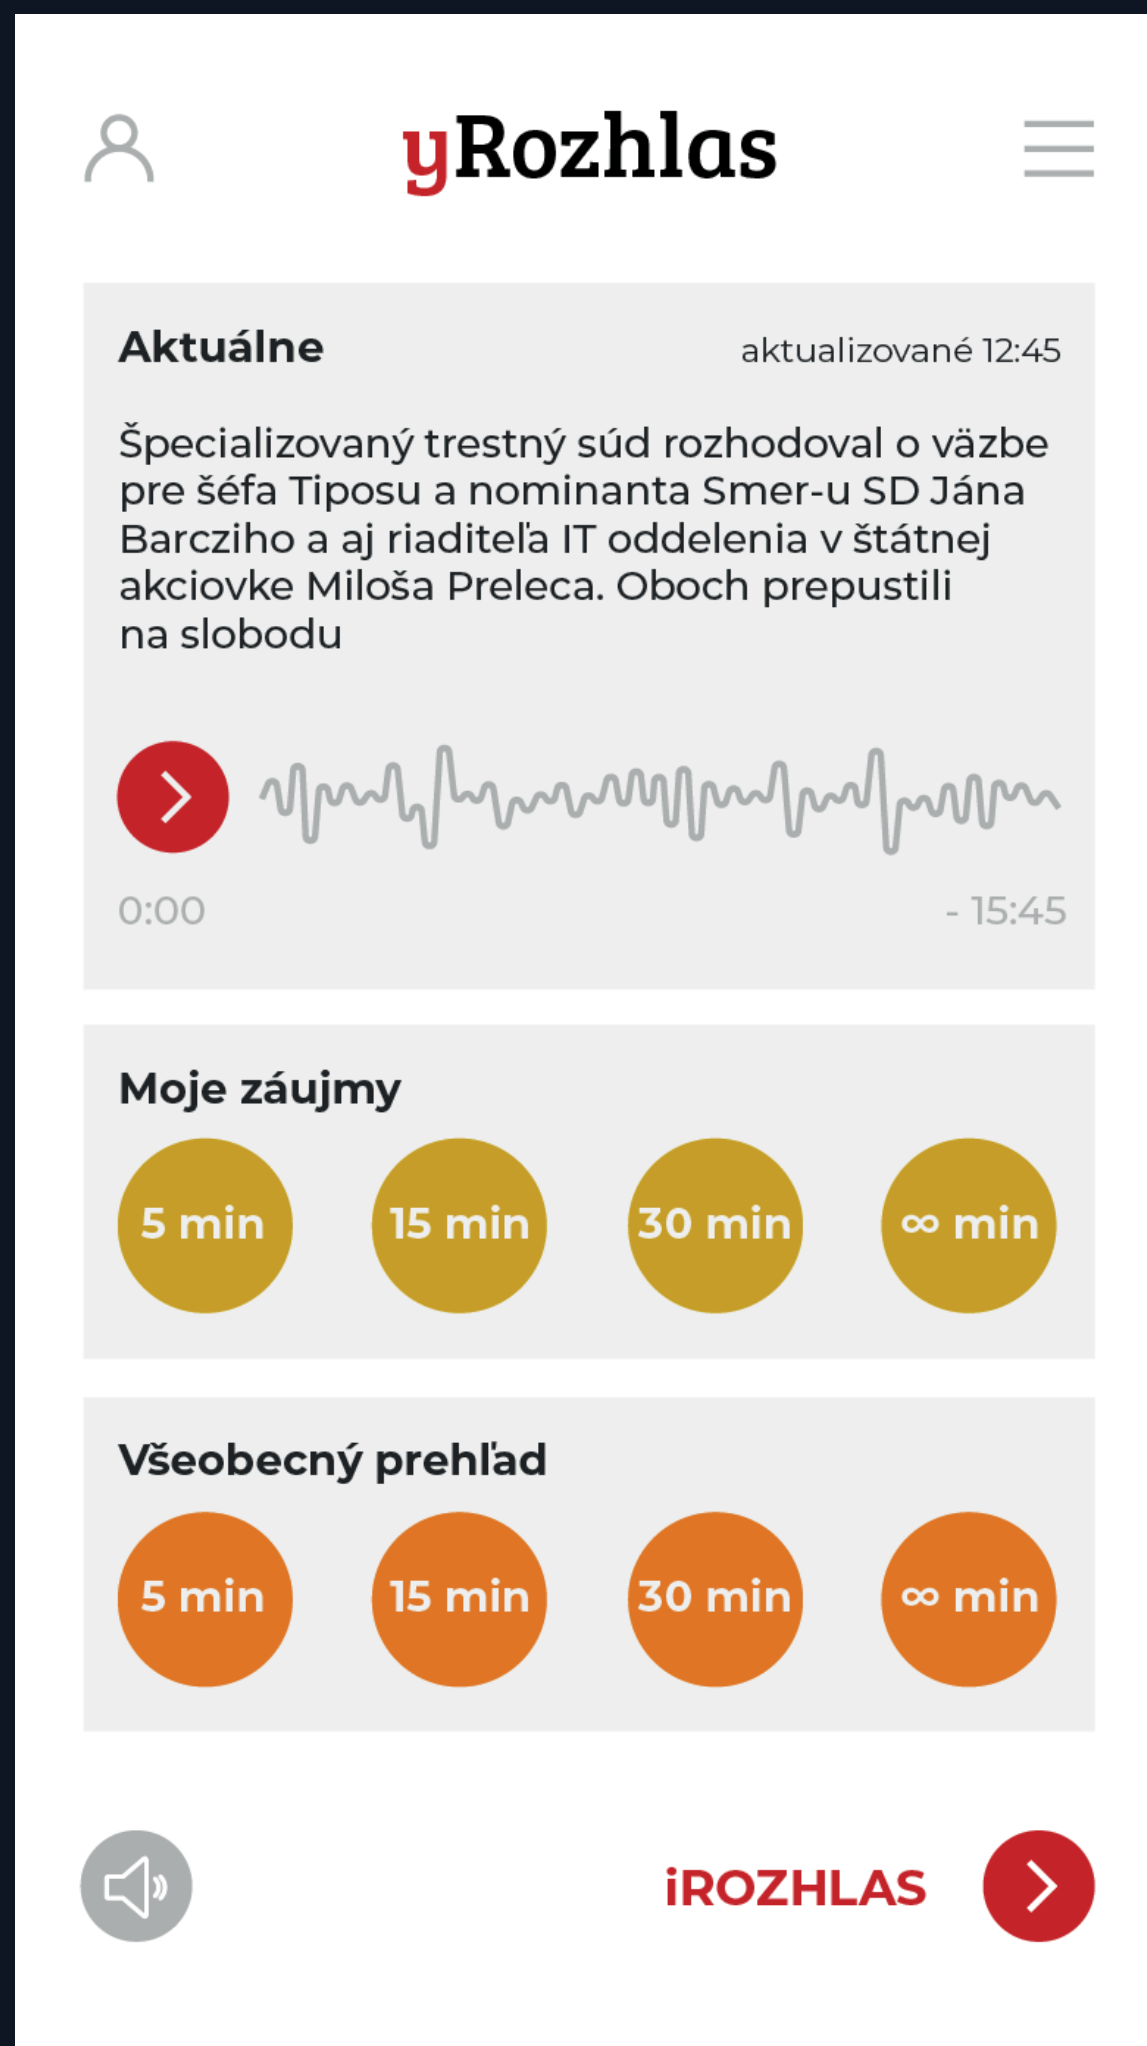 yRozhlas
Aktuálne
aktualizované 12:45
Špecializovaný trestný súd rozhodoval o väzbe
pre šéfa Tiposu a nominanta Smer-u SD Jána
Barcziho a aj riaditeľa IT oddelenia v štátnej
akciovke Miloša Preleca. Oboch prepustili
na slobodu
0:00
- 15:45
Moje záujmy
5 min
15 min
30 min
∞ min
Všeobecný prehľad
5 min
15 min
30 min
∞ min
iROZHLAS